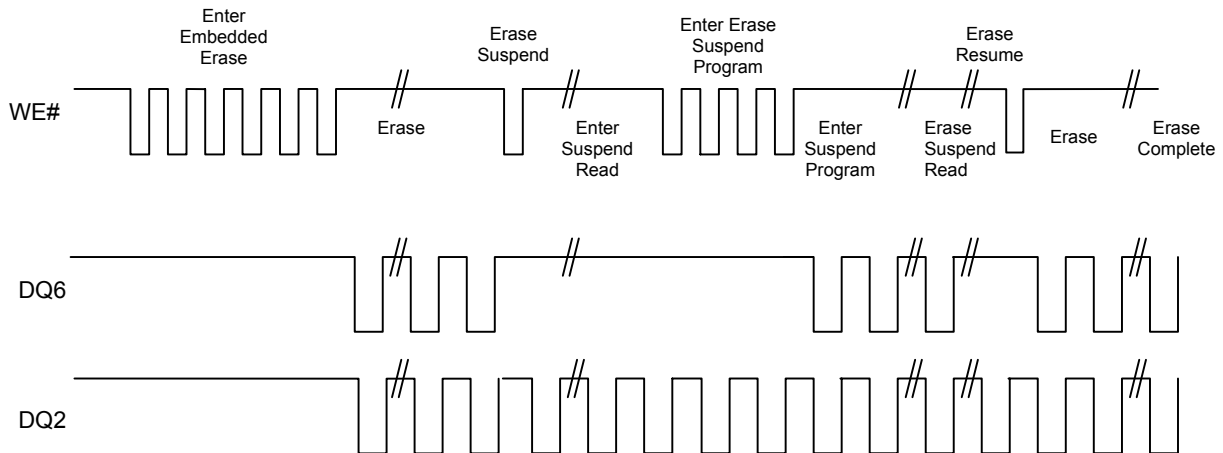 Enter
Embedded
Erase
Erase
Suspend
Enter Erase
Suspend
Program
Erase
Resume
WE#
Erase
Enter
Suspend
Read
Enter
Suspend
Program
Erase
Suspend
Read
Erase
Erase
Complete
DQ6
DQ2